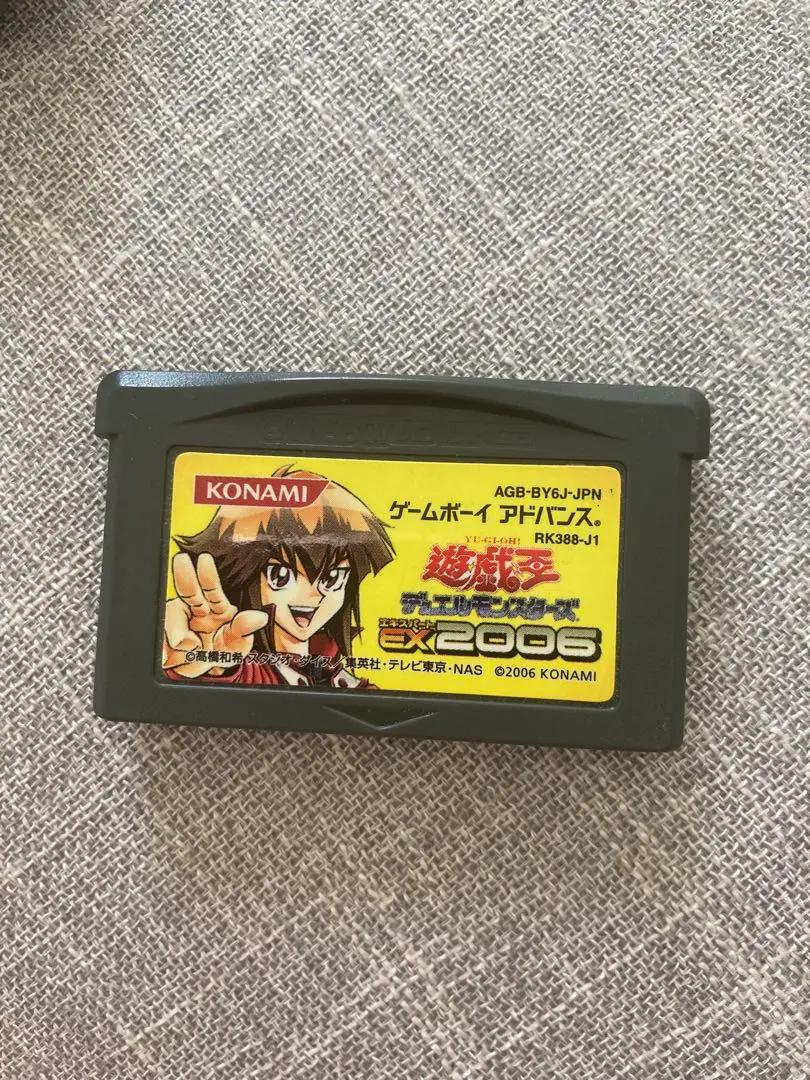 KONAMI
AGB-BY6J-JPN
ゲームボーイ アドバンス®
RK388-J1
YU-GI-OH!
遊戯王
デュエルモンスターズ
エキスパート
EX2006
©高橋和希 スタジオ・ダイス/集英社・テレビ東京・NAS ©2006 KONAMI